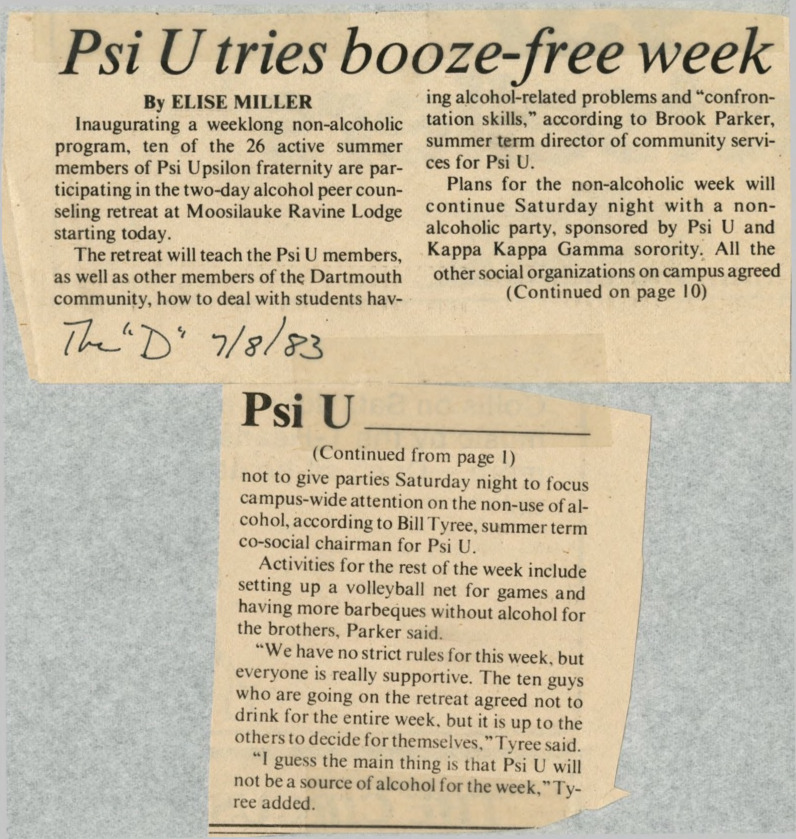 Psi U tries booze-free week
By ELISE MILLER
Inaugurating a weeklong non-alcoholic
program, ten of the 26 active summer
members of Psi Upsilon fraternity are par-
ticipating in the two-day alcohol peer coun-
seling retreat at Moosilauke Ravine Lodge
starting today.
The retreat will teach the Psi U members,
as well as other members of the Dartmouth
community, how to deal with students hav-
ing alcohol-related problems and “confron-
tation skills,” according to Brook Parker,
summer term director of community servi-
ces for Psi U.
Plans for the non-alcoholic week will
continue Saturday night with a non-
alcoholic party, sponsored by Psi U and
Kappa Kappa Gamma sorority. All the
other social organizations on campus agreed
(Continued on page 10)
The "D" 7/8/83
Psi U
(Continued from page 1)
not to give parties Saturday night to focus
campus-wide attention on the non-use of al-
cohol, according to Bill Tyree, summer term
co-social chairman for Psi U.
Activities for the rest of the week include
setting up a volleyball net for games and
having more barbeques without alcohol for
the brothers, Parker said.
“We have no strict rules for this week, but
everyone is really supportive. The ten guys
who are going on the retreat agreed not to
drink for the entire week, but it is up to the
others to decide for themselves,” Tyree said.
“I guess the main thing is that Psi U will
not be a source of alcohol for the week,” Ty-
ree added.